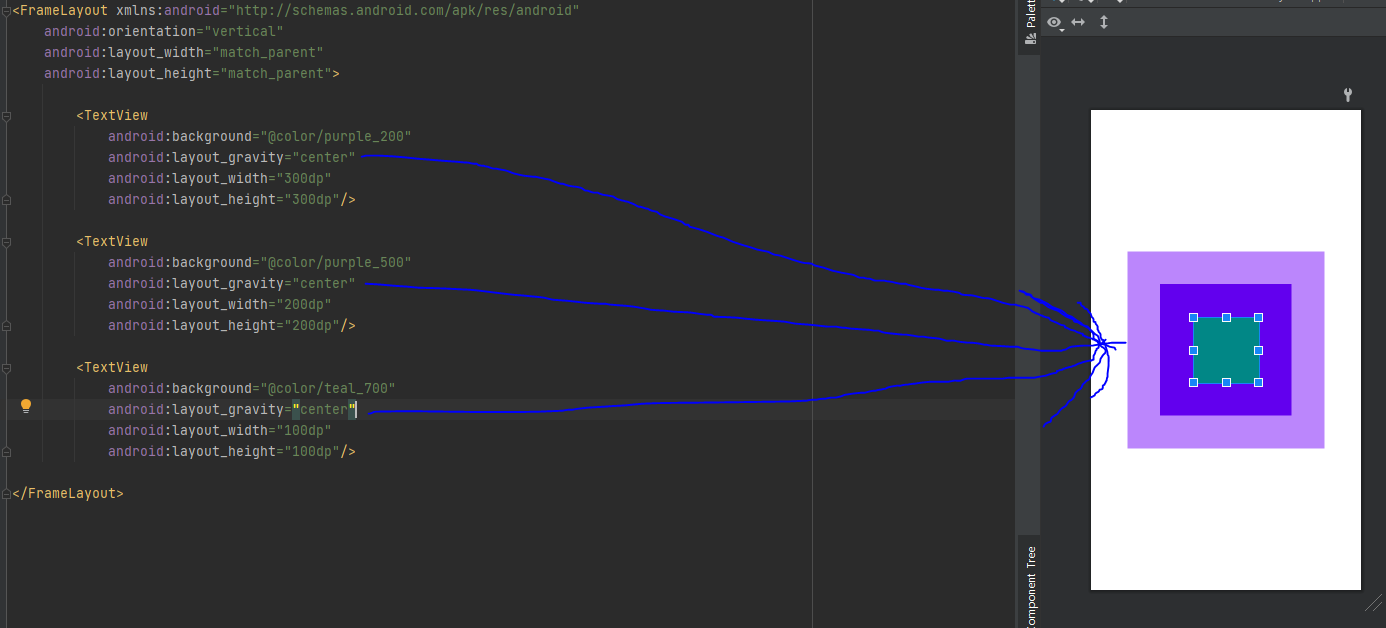 <FrameLayout xmlns:android="http://schemas.android.com/apk/res/android"
android:orientation="vertical"
android:layout_width="match_parent"
android:layout_height="match_parent">
<TextView
android:background="@color/purple_200"
android:layout_gravity="center"
android:layout_width="300dp"
android:layout_height="300dp"/>
<TextView
android:background="@color/purple_500"
android:layout_gravity="center"
android:layout_width="200dp"
android:layout_height="200dp"/>
<TextView
android:background="@color/teal_700"
android:layout_gravity="center"
android:layout_width="100dp"
android:layout_height="100dp"/>
</FrameLayout>
Palett
omponent Tree